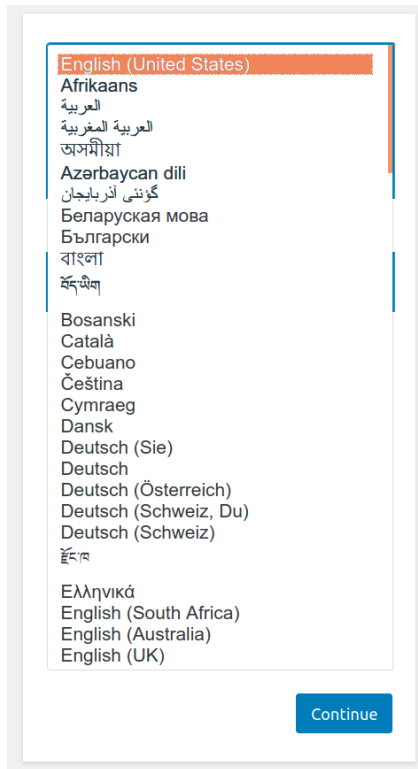 English (United States)
Afrikaans
العربية
العربية المغربية
অসমীয়া
Azərbaycan dili
گؤنئی آذربایجان
Беларуская мова
Български
বাংলা
བོད་ཡིག
Bosanski
Català
Cebuano
Čeština
Cymraeg
Dansk
Deutsch (Sie)
Deutsch
Deutsch (Österreich)
Deutsch (Schweiz, Du)
Deutsch (Schweiz)
རྫོང་ཁ
Ελληνικά
English (South Africa)
English (Australia)
English (UK)
Continue